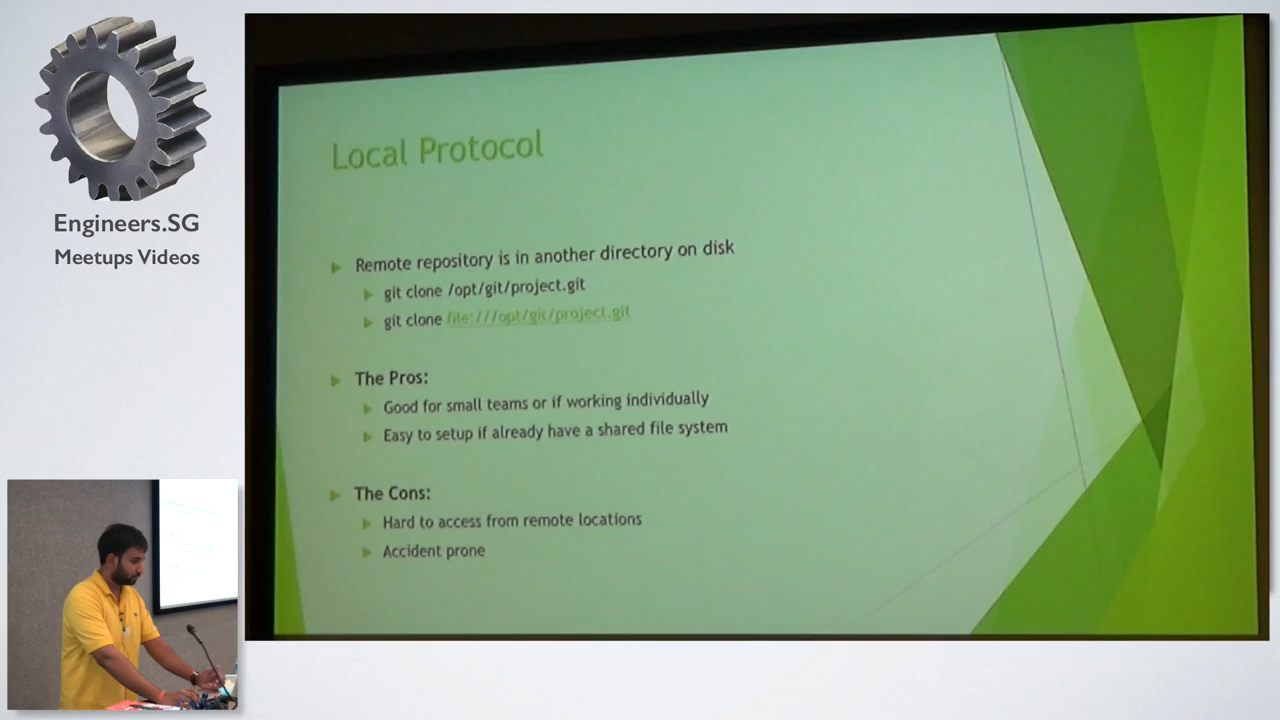 Engineers.SG
Meetups Videos
Local Protocol
Remote repository is in another directory on disk
git clone /opt/git/project.git
git clone file:///opt/git/project.git
The Pros:
Good for small teams or if working individually
Easy to setup if already have a shared file system
The Cons:
Hard to access from remote locations
Accident prone